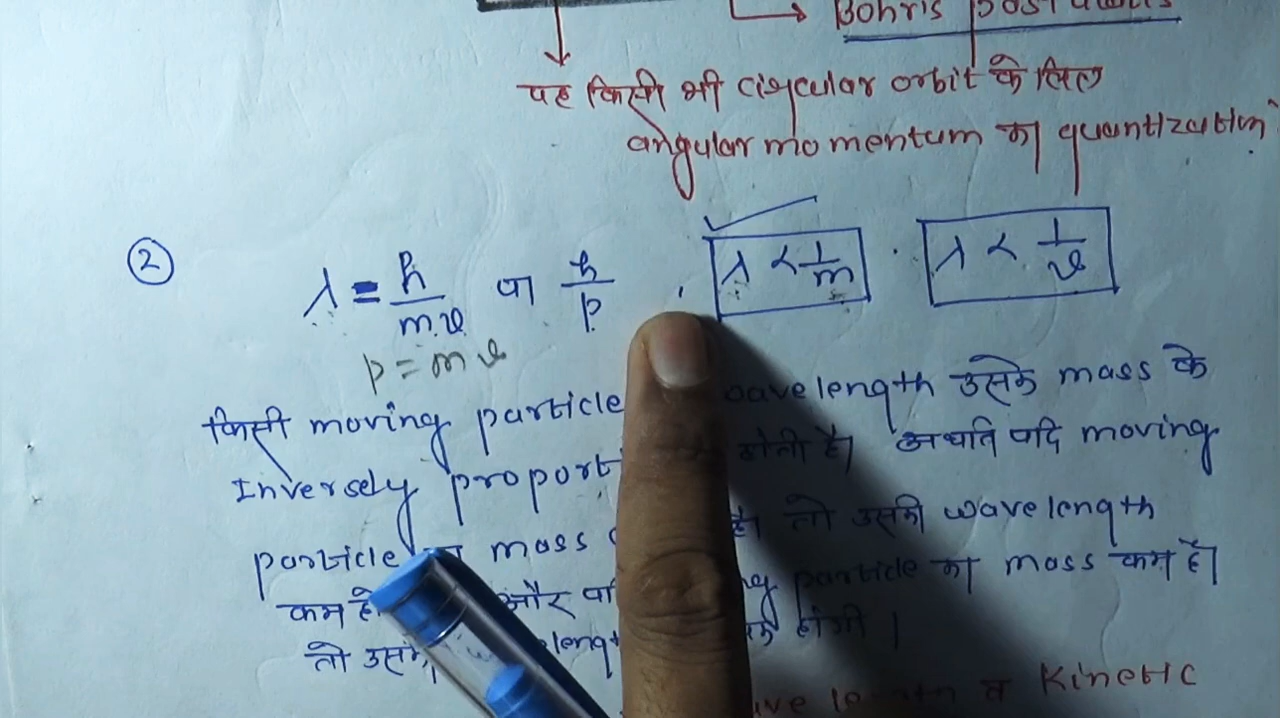 → Bohr's postulates
यह किसी भी circular orbit के लिए
angular momentum का quantization
② λ = h/m.v या h/p , λ ∝ 1/m . λ ∝ 1/v
p = mv
किसी moving particle wavelength उसके mass के
Inversely proport होती है। अर्थात यदि moving
particle mass है। तो उसकी wavelength
कम और particle का mass कम है।
तो उसकी होगी।
Kinetic